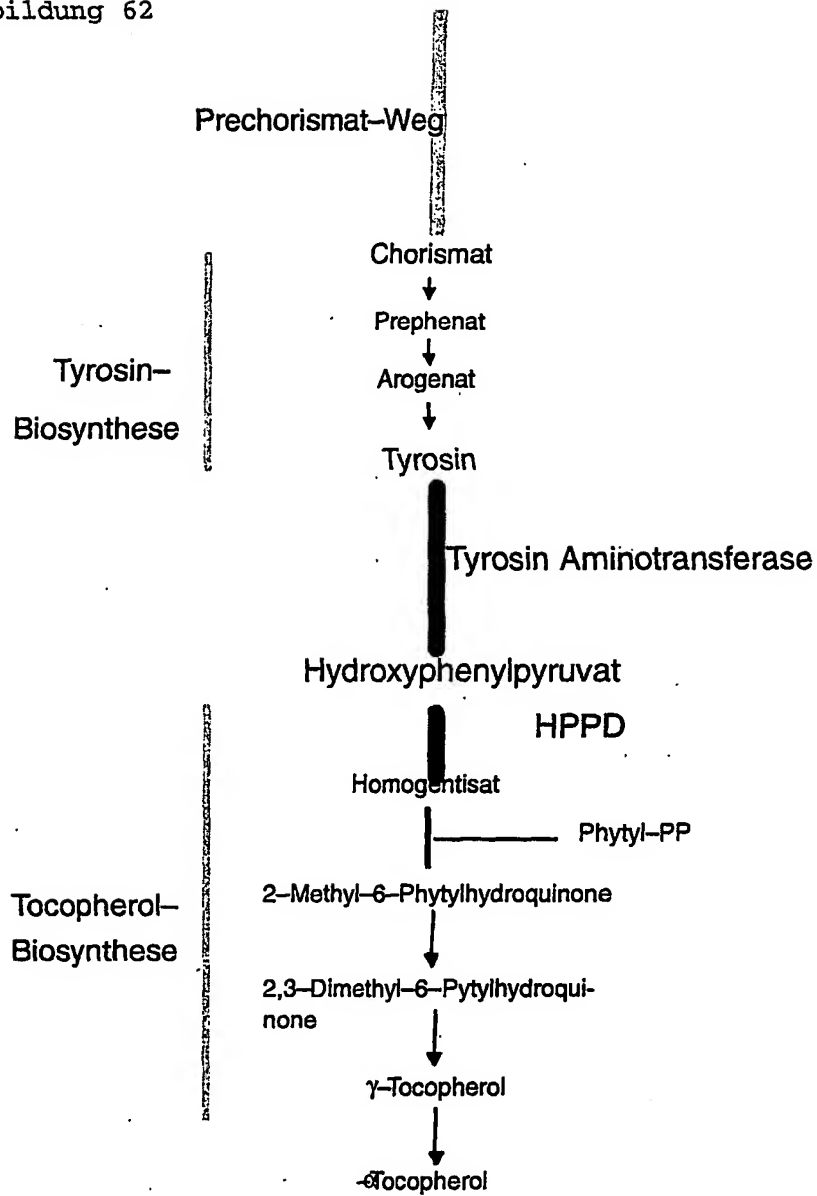 bildung 62
Prechorismat–Weg
Chorismat
Prephenat
Tyrosin–
Arogenat
Biosynthese
Tyrosin
Tyrosin Aminotransferase
Hydroxyphenylpyruvat
HPPD
Homogentisat
Phytyl–PP
2–Methyl–6–Phytylhydroquinone
Tocopherol–
Biosynthese
2,3–Dimethyl–6–Pytylhydroqui-
none
γ–Tocopherol
-αTocopherol